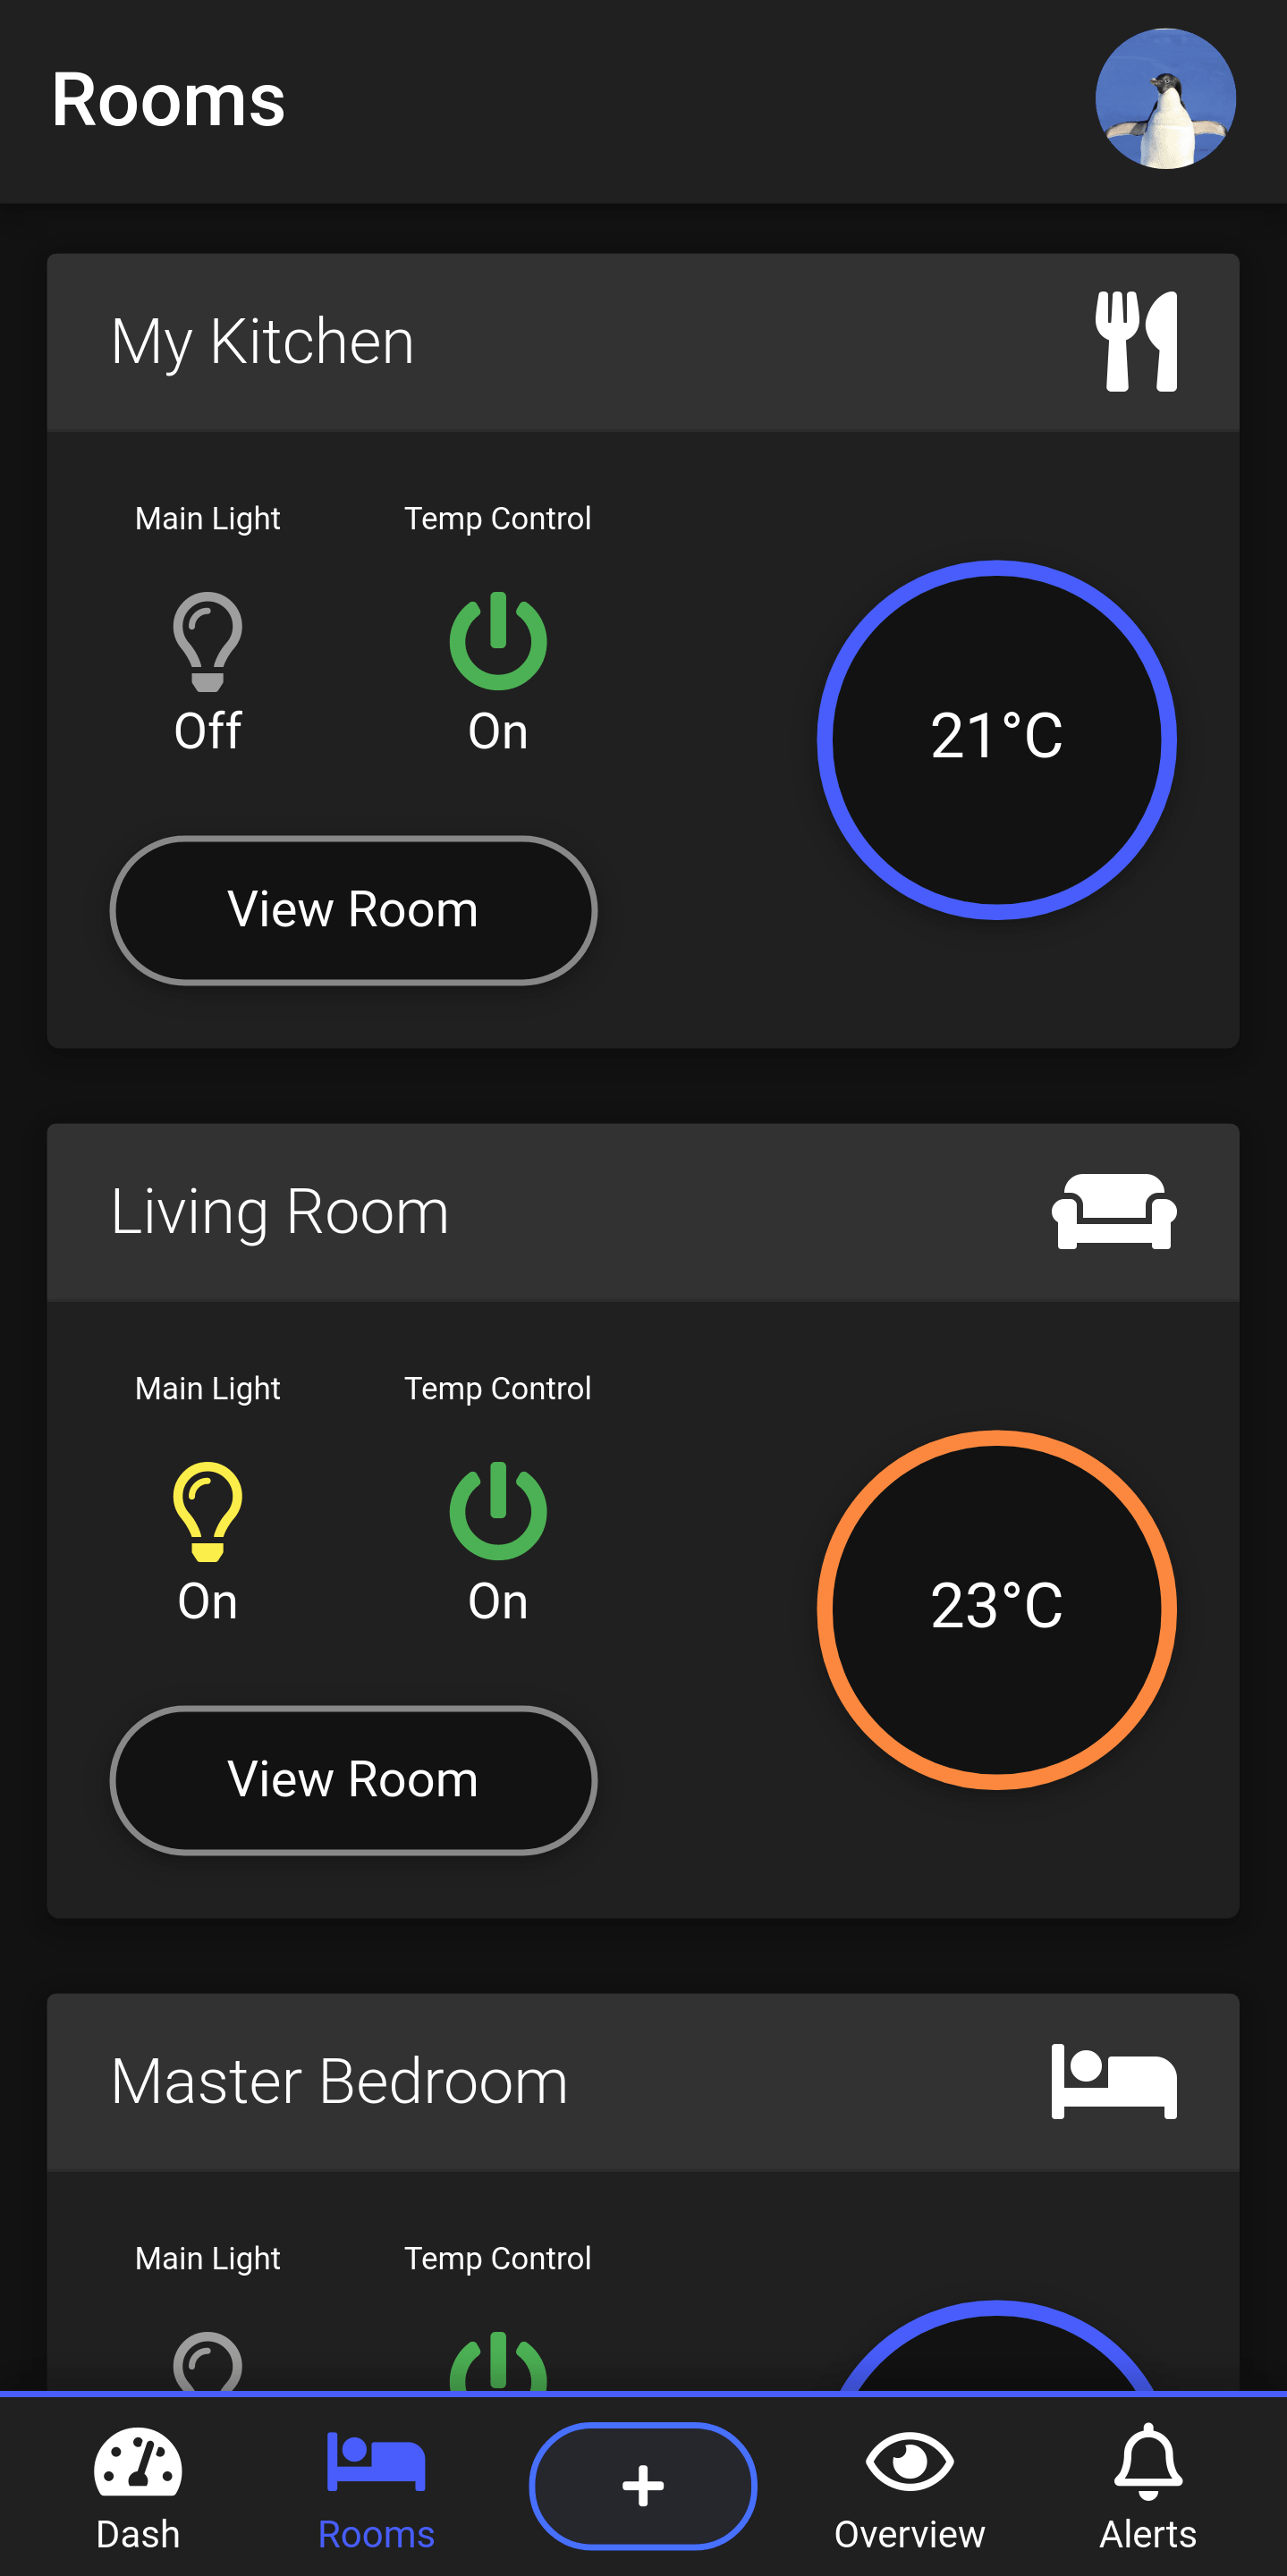 Rooms
My Kitchen
Main Light Temp Control
Off On
21°C
View Room
Living Room
Main Light Temp Control
On On
23°C
View Room
Master Bedroom
Main Light Temp Control
+
Dash Rooms Overview Alerts